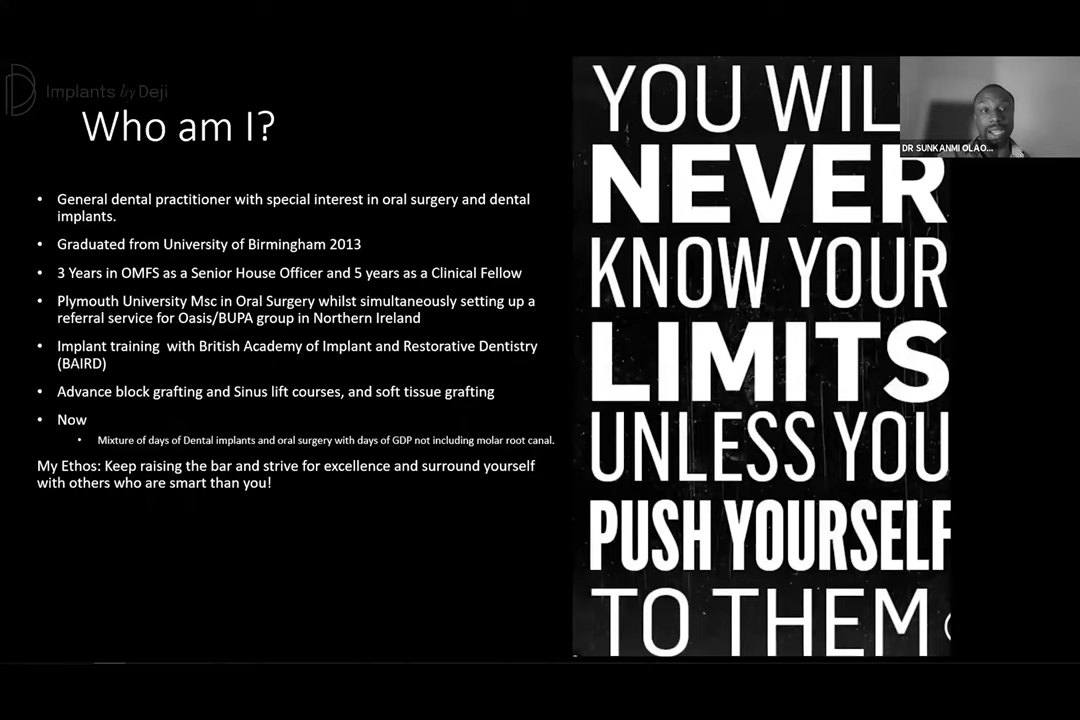 Implants by Deji
Who am I?
• General dental practitioner with special interest in oral surgery and dental
implants.
• Graduated from University of Birmingham 2013
• 3 Years in OMFS as a Senior House Officer and 5 years as a Clinical Fellow
• Plymouth University Msc in Oral Surgery whilst simultaneously setting up a
referral service for Oasis/BUPA group in Northern Ireland
• Implant training with British Academy of Implant and Restorative Dentistry
(BAIRD)
• Advance block grafting and Sinus lift courses, and soft tissue grafting
• Now
• Mixture of days of Dental implants and oral surgery with days of GDP not including molar root canal.
My Ethos: Keep raising the bar and strive for excellence and surround yourself
with others who are smart than you!
YOU WIL
NEVER
KNOW YOUR
LIMITS
UNLESS YOU
PUSH YOURSELF
TO THEM
DR SUNKANMI OLAO...